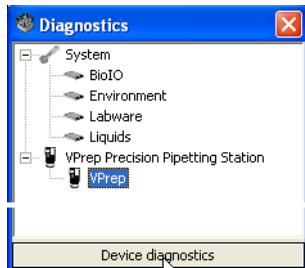 Diagnostics
System
BioIO
Environment
Labware
Liquids
VPrep Precision Pipetting Station
VPrep
Device diagnostics